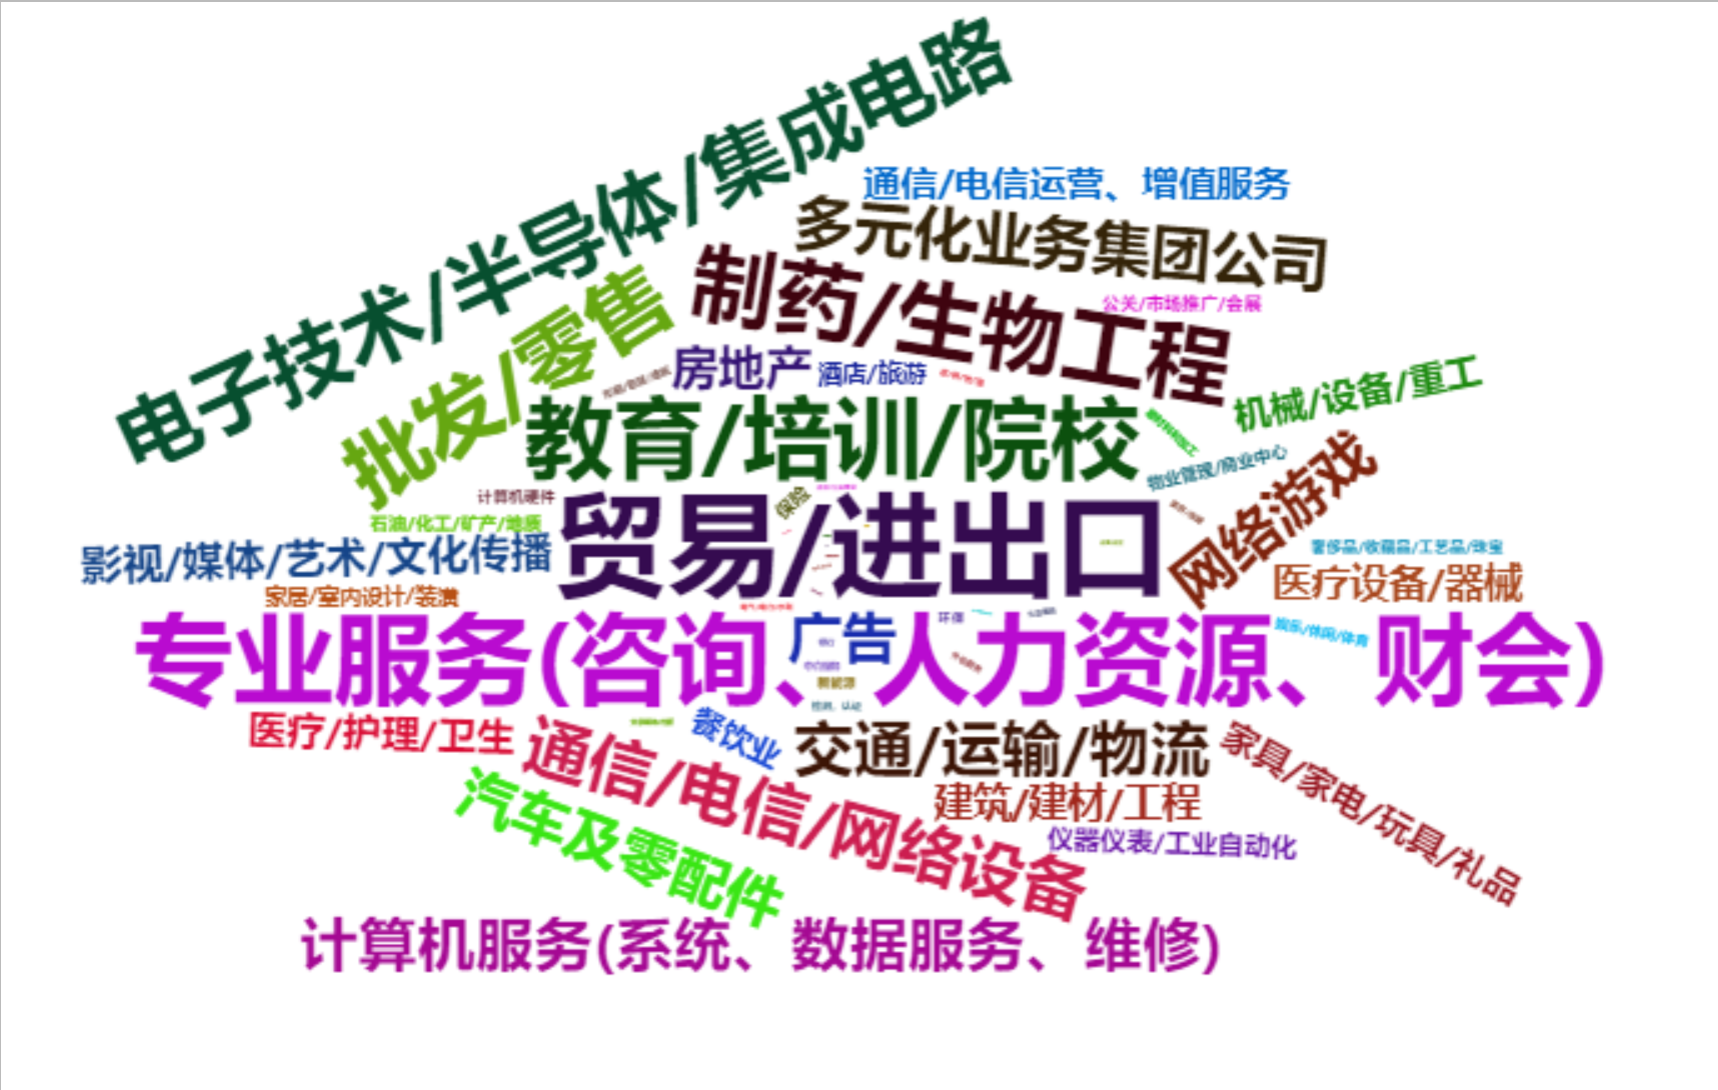 电子技术/半导体/集成电路
通信/电信运营、增值服务
多元化业务集团公司
制药/生物工程
公关/市场推广/会展
批发/零售
房地产
酒店/旅游
机械/设备/重工
教育/培训/院校
物业管理/商业中心
网络游戏
计算机硬件
保险
石油/化工/矿产/地质
贸易/进出口
影视/媒体/艺术/文化传播
奢侈品/收藏品/工艺品/珠宝
医疗设备/器械
家居/室内设计/装潢
环保
广告
娱乐/休闲/体育
专业服务(咨询、人力资源、财会)
新能源
检测、认证
医疗/护理/卫生
餐饮业
交通/运输/物流
家具/家电/玩具/礼品
通信/电信/网络设备
汽车及零配件
建筑/建材/工程
仪器仪表/工业自动化
计算机服务(系统、数据服务、维修)